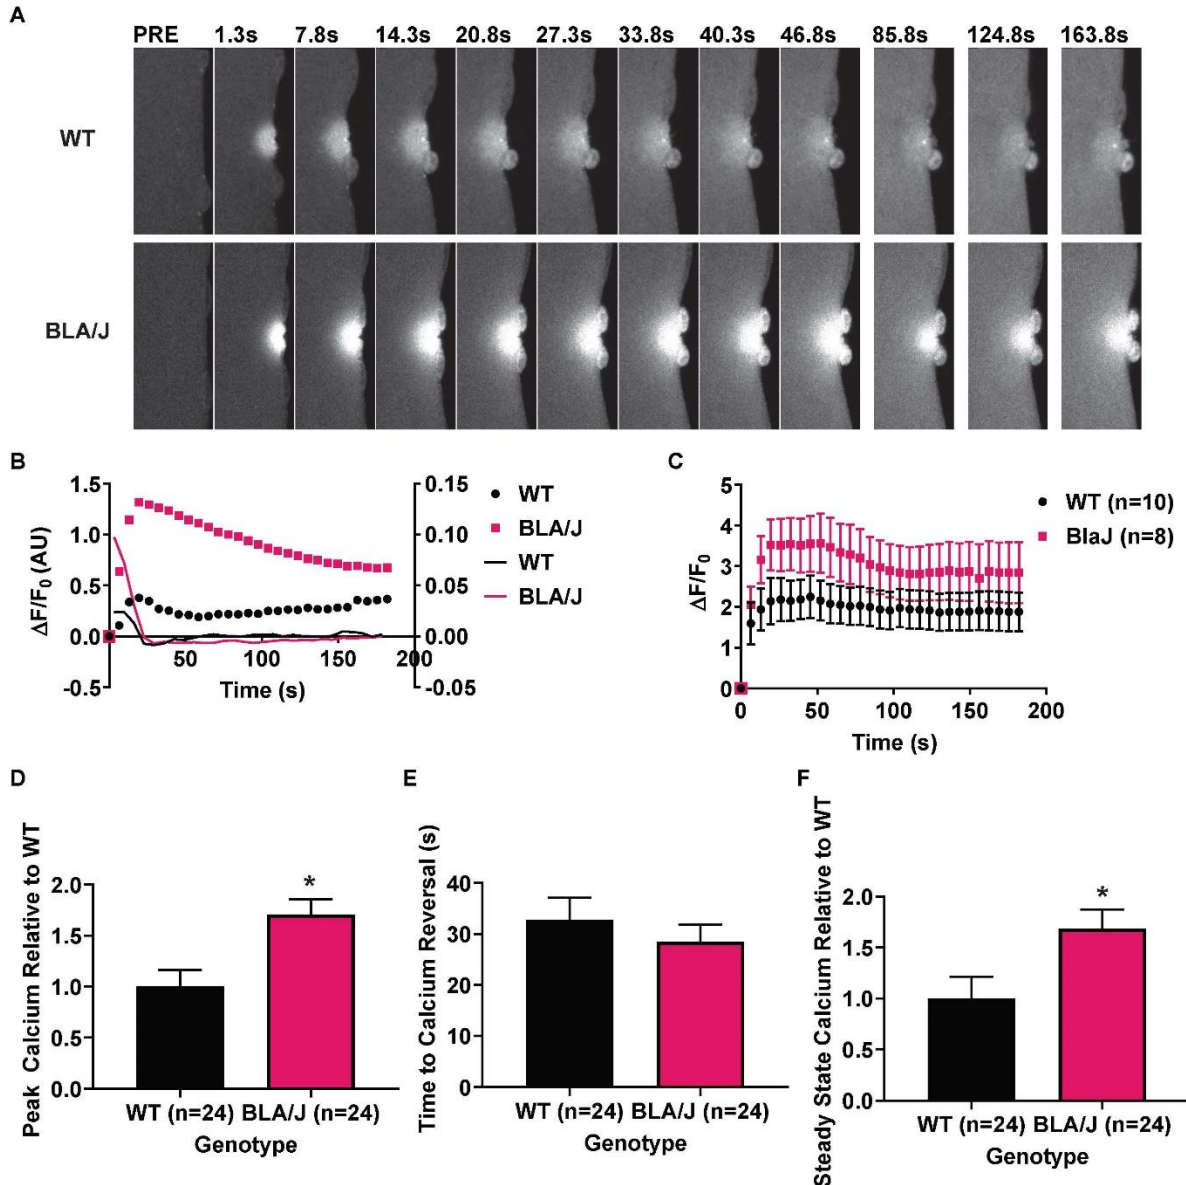 A
PRE 1.3s 7.8s 14.3s 20.8s 27.3s 33.8s 40.3s 46.8s 85.8s 124.8s 163.8s
WT
BLA/J
B
ΔF/F0 (AU)
1.5
1.0
0.5
0.0
-0.5
50 100 150 200
Time (s)
0.15
0.10
0.05
0.00
-0.05
WT
BLA/J
WT
BLA/J
C
ΔF/F0
5
4
3
2
1
0
0 50 100 150 200
Time (s)
WT (n=10)
BlaJ (n=8)
D
Peak Calcium Relative to WT
2.0
1.5
1.0
0.5
0.0
*
WT (n=24) BLA/J (n=24)
Genotype
E
Time to Calcium Reversal (s)
40
30
20
10
0
WT (n=24) BLA/J (n=24)
Genotype
F
Steady State Calcium Relative to WT
2.0
1.5
1.0
0.5
0.0
*
WT (n=24) BLA/J (n=24)
Genotype